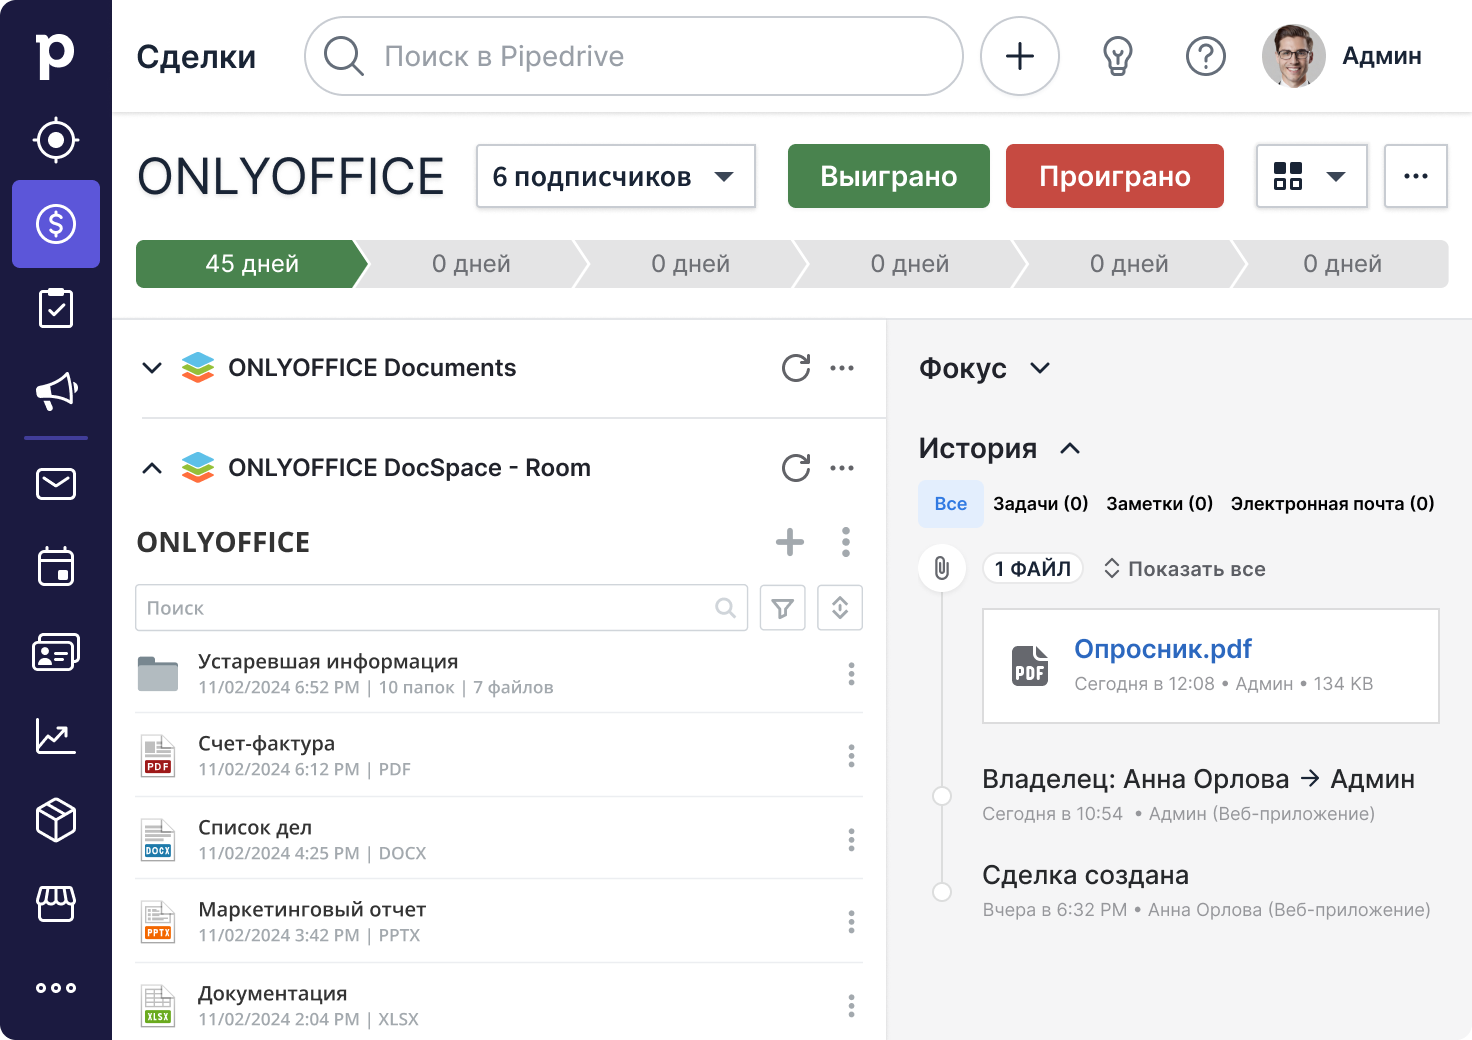 p
Сделки
Поиск в Pipedrive
Админ
ONLYOFFICE
6 подписчиков
Выиграно
Проиграно
45 дней
0 дней
0 дней
0 дней
0 дней
0 дней
ONLYOFFICE Documents
ONLYOFFICE DocSpace - Room
ONLYOFFICE
Поиск
Устаревшая информация
11/02/2024 6:52 PM | 10 папок | 7 файлов
PDF
Счет-фактура
11/02/2024 6:12 PM | PDF
DOCX
Список дел
11/02/2024 4:25 PM | DOCX
PPTX
Маркетинговый отчет
11/02/2024 3:42 PM | PPTX
XLSX
Документация
11/02/2024 2:04 PM | XLSX
Фокус
История
Все
Задачи (0)
Заметки (0)
Электронная почта (0)
1 ФАЙЛ
Показать все
PDF
Опросник.pdf
Сегодня в 12:08 • Админ • 134 KB
Владелец: Анна Орлова → Админ
Сегодня в 10:54 • Админ (Веб-приложение)
Сделка создана
Вчера в 6:32 PM • Анна Орлова (Веб-приложение)